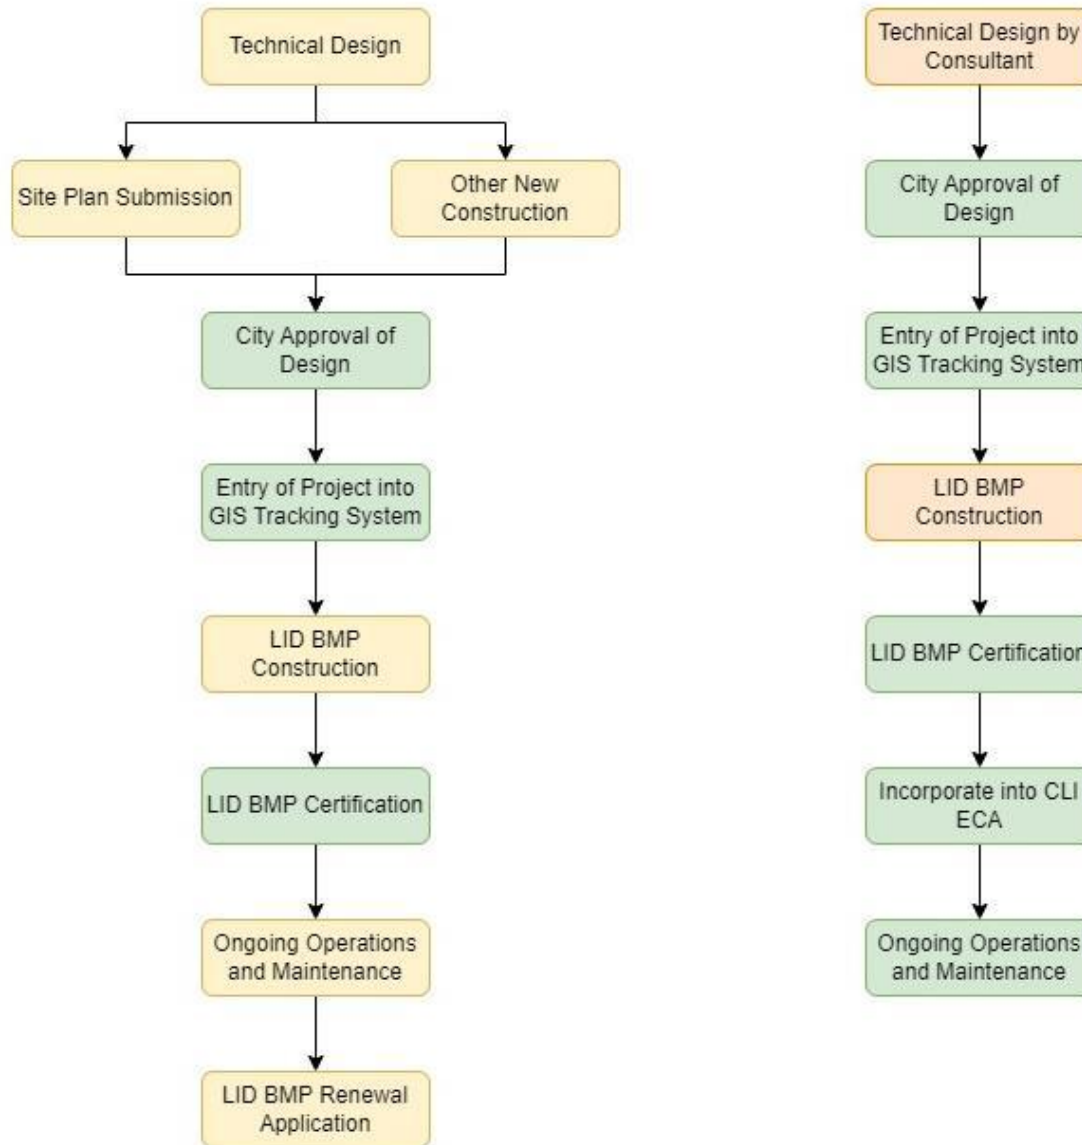 Technical Design
Site Plan Submission
Other New
Construction
City Approval of
Design
Entry of Project into
GIS Tracking System
LID BMP
Construction
LID BMP Certification
Ongoing Operations
and Maintenance
LID BMP Renewal
Application
Technical Design by
Consultant
City Approval of
Design
Entry of Project into
GIS Tracking System
LID BMP
Construction
LID BMP Certification
Incorporate into CLI
ECA
Ongoing Operations
and Maintenance